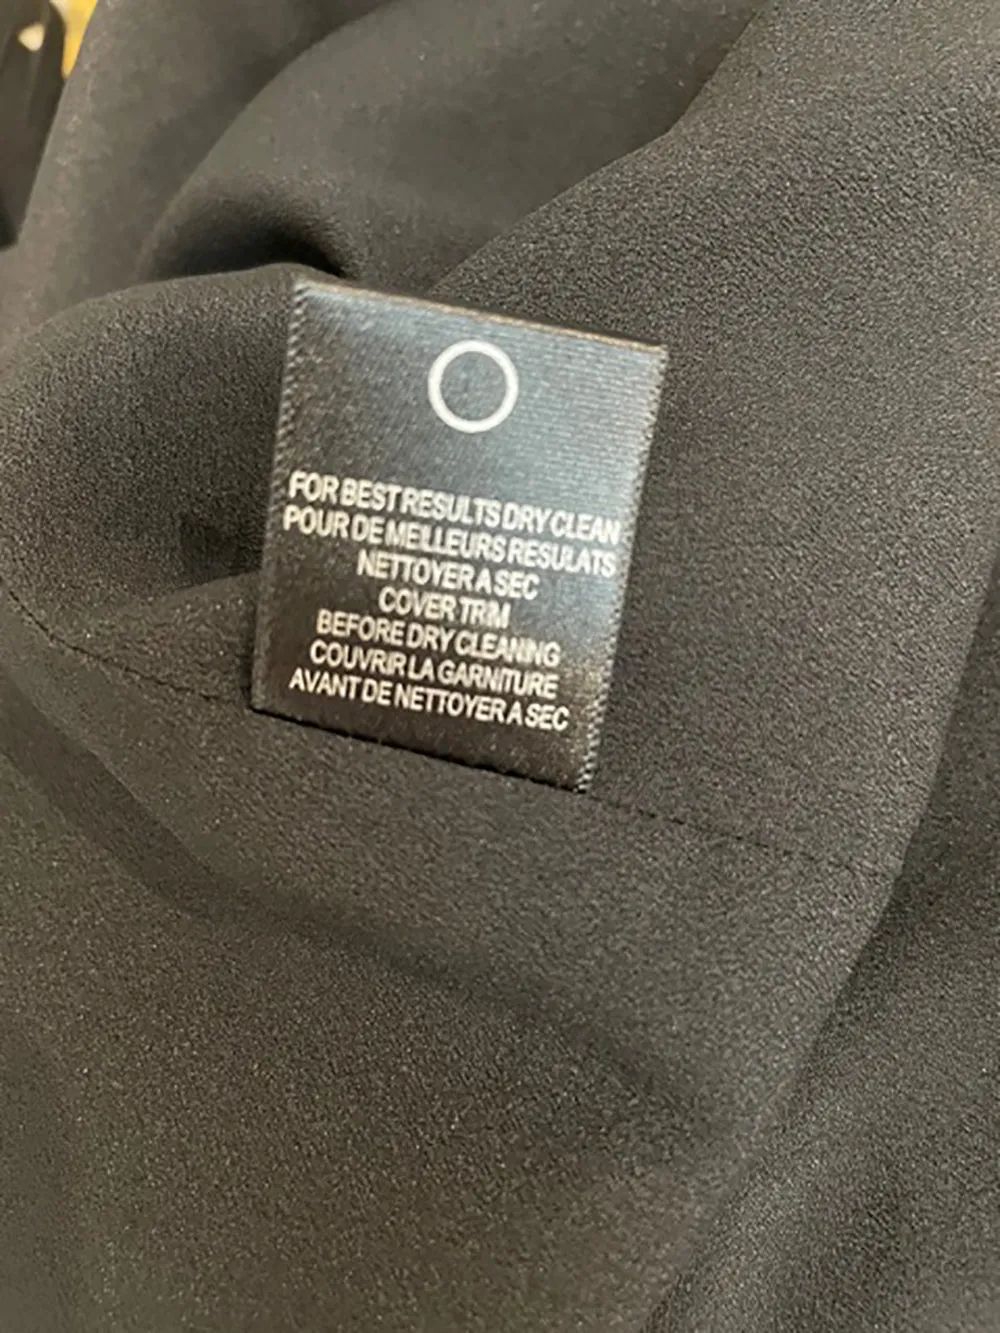 FOR BEST RESULTS DRY CLEAN
POUR DE MEILLEURS RESULATS
NETTOYER A SEC
COVER TRIM
BEFORE DRY CLEANING
COUVRIR LA GARNITURE
AVANT DE NETTOYER A SEC